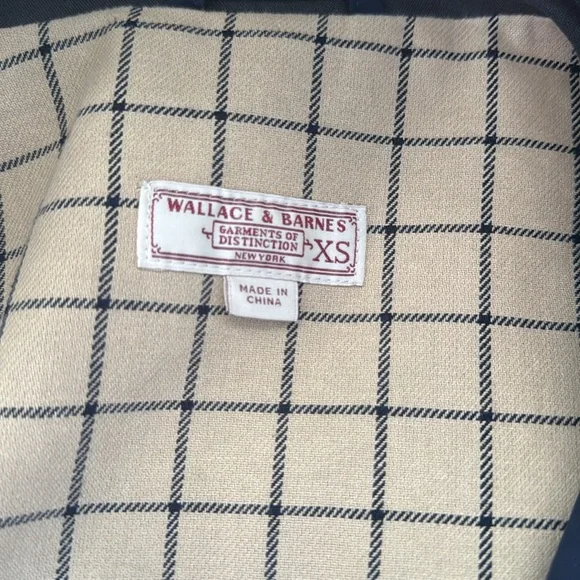 WALLACE & BARNES
GARMENTS OF
DISTINCTION
XS
NEW YORK
MADE IN
CHINA